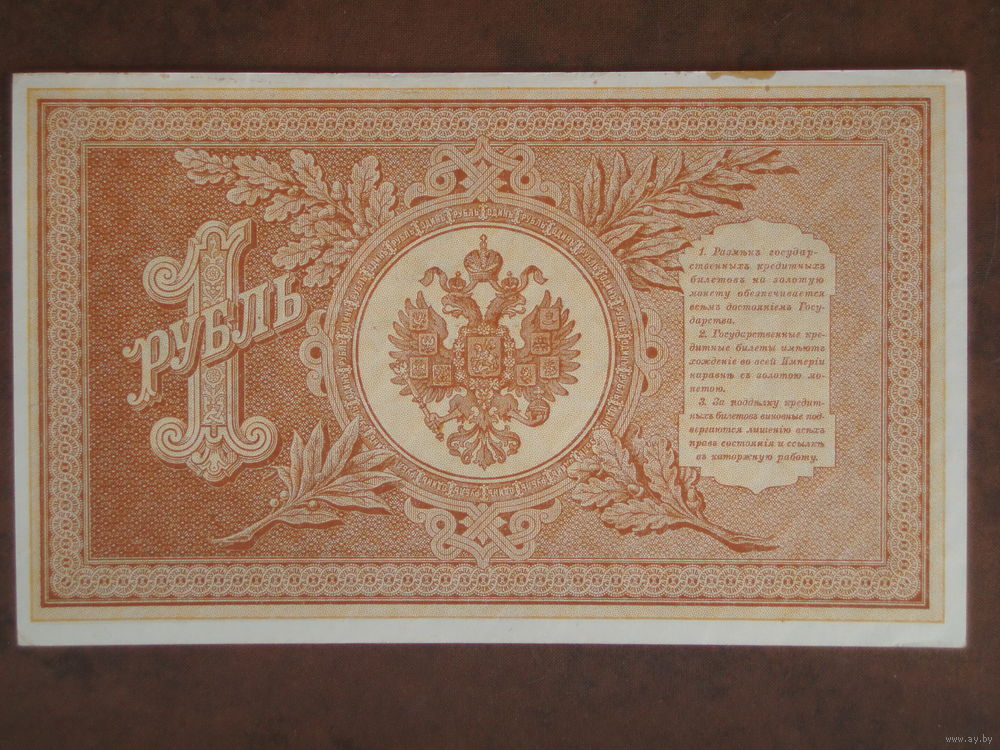 1
РУБЛЬ
1. Размѣнъ государ-
ственныхъ кредитныхъ
билетовъ на золотую
монету обезпечивается
всѣмъ достояніемъ Госу-
дарства.
2. Государственные кре-
дитные билеты имѣютъ
хожденіе во всей Имперіи
наравнѣ съ золотою мо-
нетою.
3. За поддѣлку кредит-
ныхъ билетовъ виновные под-
вергаются лишенію всѣхъ
правъ состоянія и ссылкѣ
въ каторжную работу.
www.ay.by